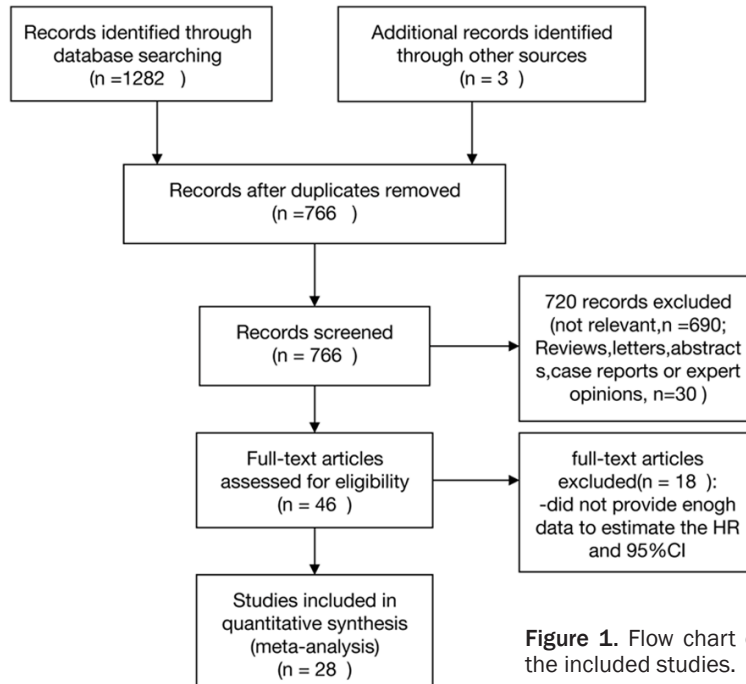 Records identified through
database searching
(n =1282 )
Additional records identified
through other sources
(n = 3 )
Records after duplicates removed
(n =766 )
Records screened
(n = 766 )
720 records excluded
(not relevant,n =690;
Reviews,letters,abstract
s,case reports or expert
opinions, n=30 )
Full-text articles
assessed for eligibility
(n = 46 )
full-text articles
excluded(n = 18 ):
-did not provide enogh
data to estimate the HR
and 95%CI
Studies included in
quantitative synthesis
(meta-analysis)
(n = 28 )
Figure 1. Flow chart
the included studies.